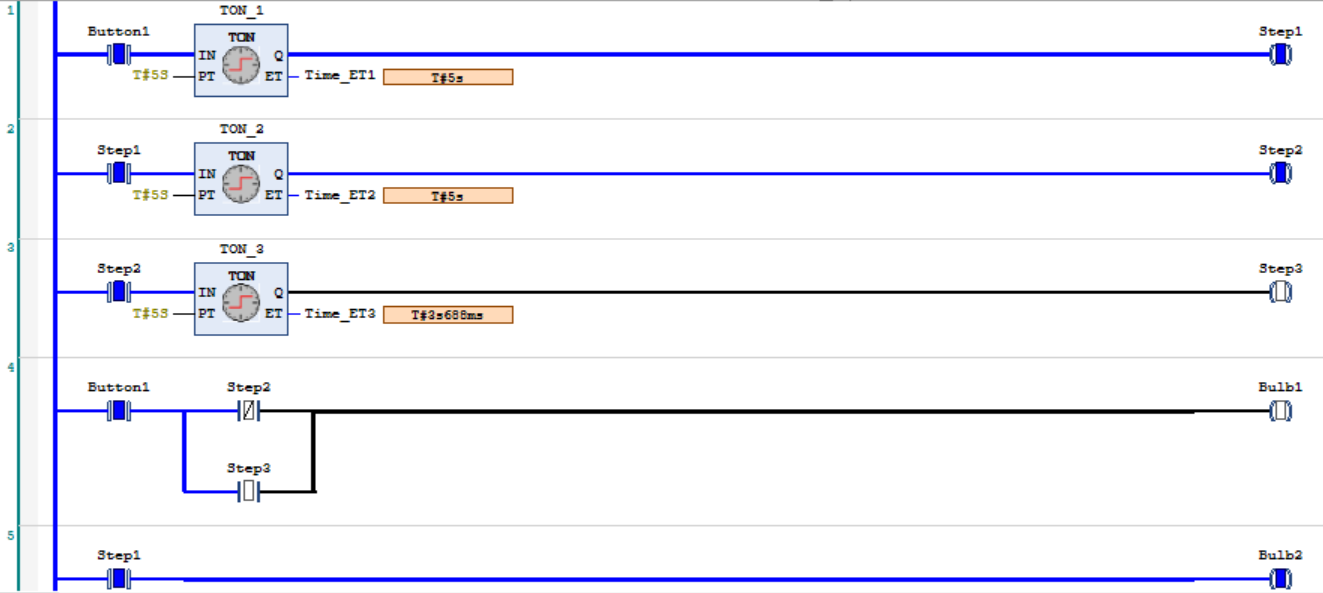 1
TON_1
Button1 TON Step1
IN Q
T#5S PT ET Time_ET1 T#5s
2
TON_2
Step1 TON Step2
IN Q
T#5S PT ET Time_ET2 T#5s
3
TON_3
Step2 TON Step3
IN Q
T#5S PT ET Time_ET3 T#3s688ms
4
Button1 Step2 Bulb1
Step3
5
Step1 Bulb2